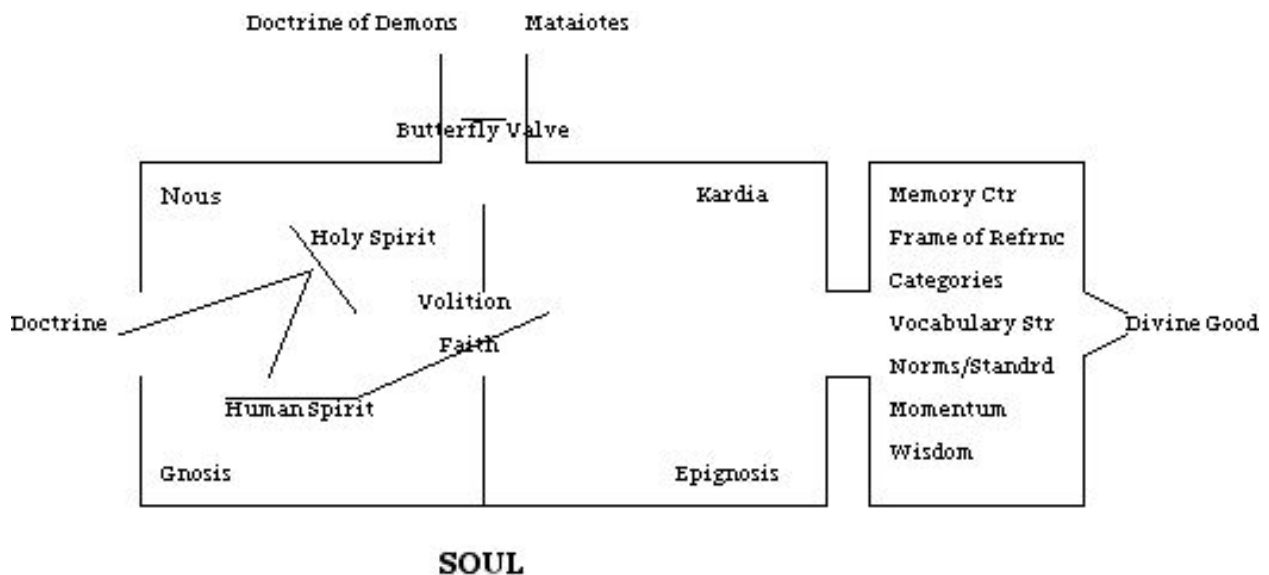 Doctrine of Demons
Mataiotes
Butterfly Valve
Nous
Kardia
Memory Ctr
Holy Spirit
Frame of Refrnc
Categories
Volition
Doctrine
Vocabulary Str
Divine Good
Faith
Norms/Standrd
Human Spirit
Momentum
Wisdom
Gnosis
Epignosis
SOUL